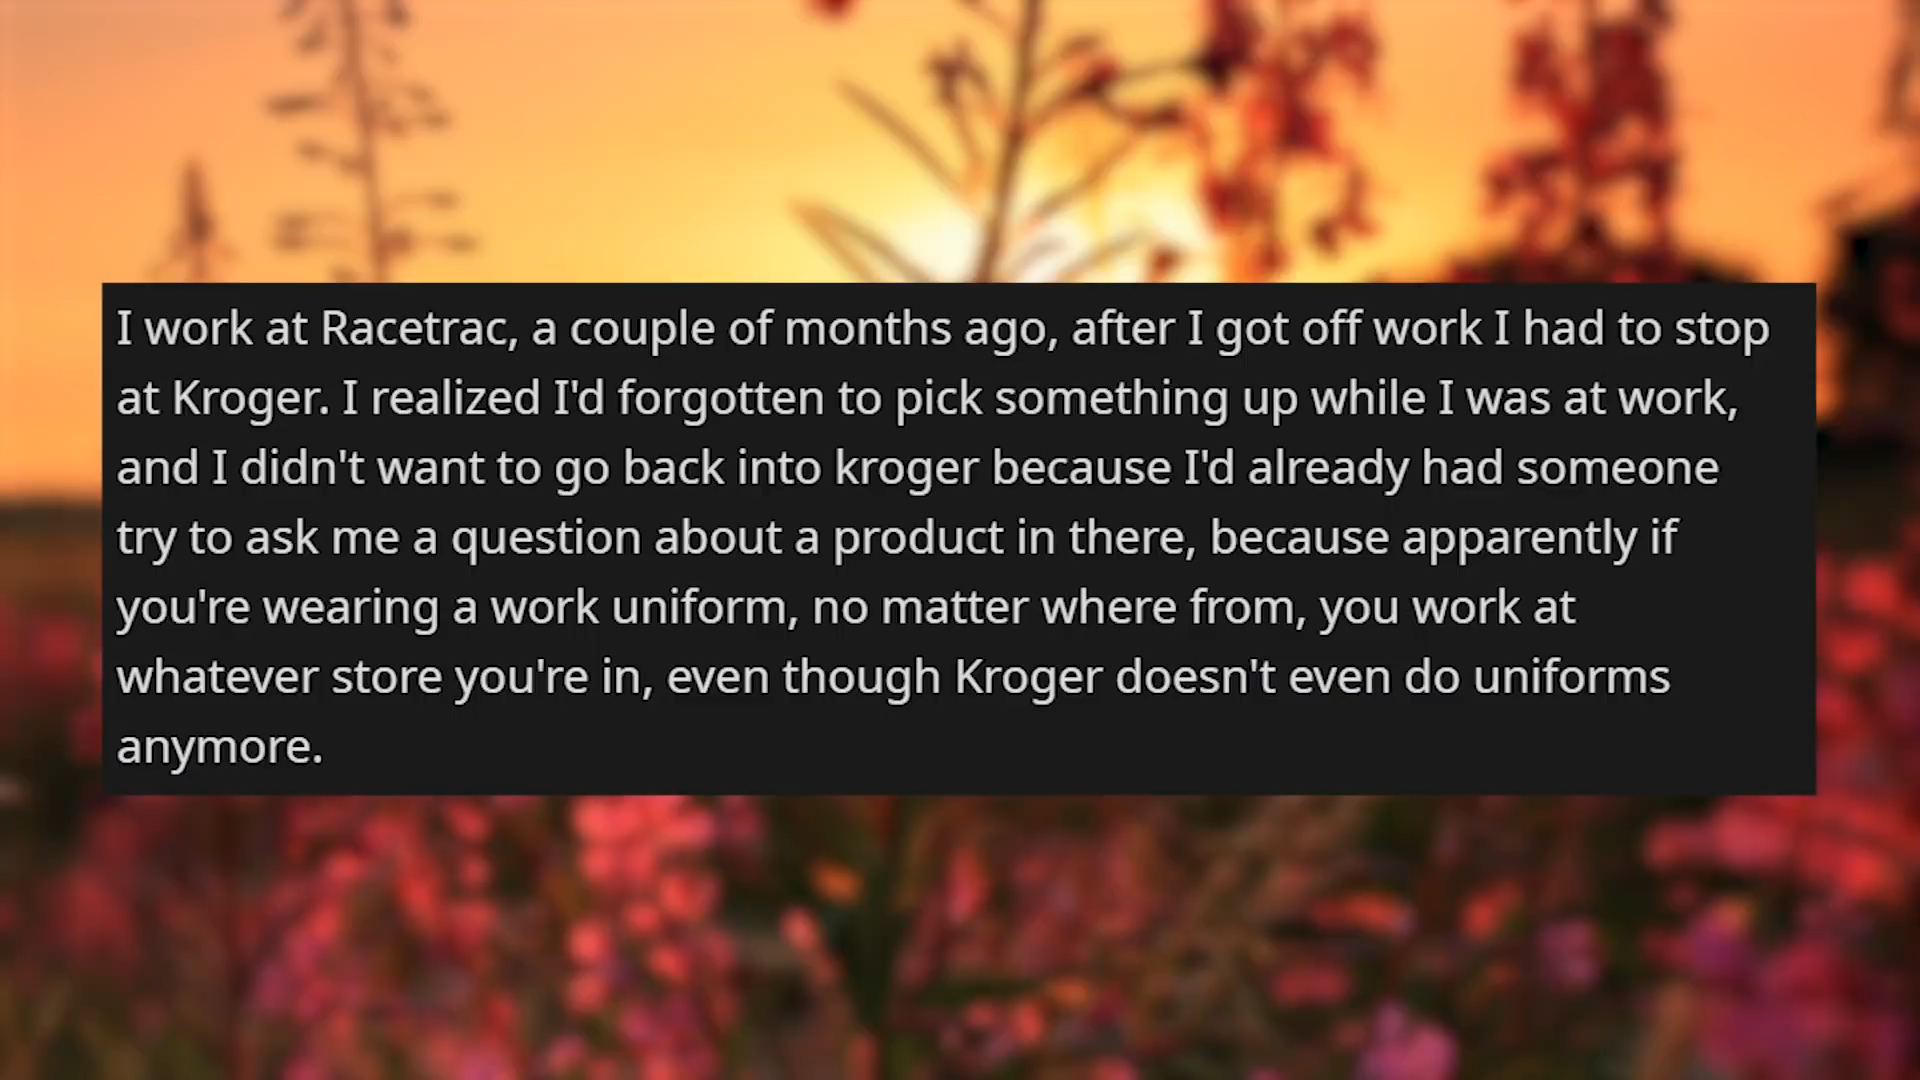 I work at Racetrac, a couple of months ago, after I got off work I had to stop
at Kroger. I realized I'd forgotten to pick something up while I was at work,
and I didn't want to go back into kroger because I'd already had someone
try to ask me a question about a product in there, because apparently if
you're wearing a work uniform, no matter where from, you work at
whatever store you're in, even though Kroger doesn't even do uniforms
anymore.